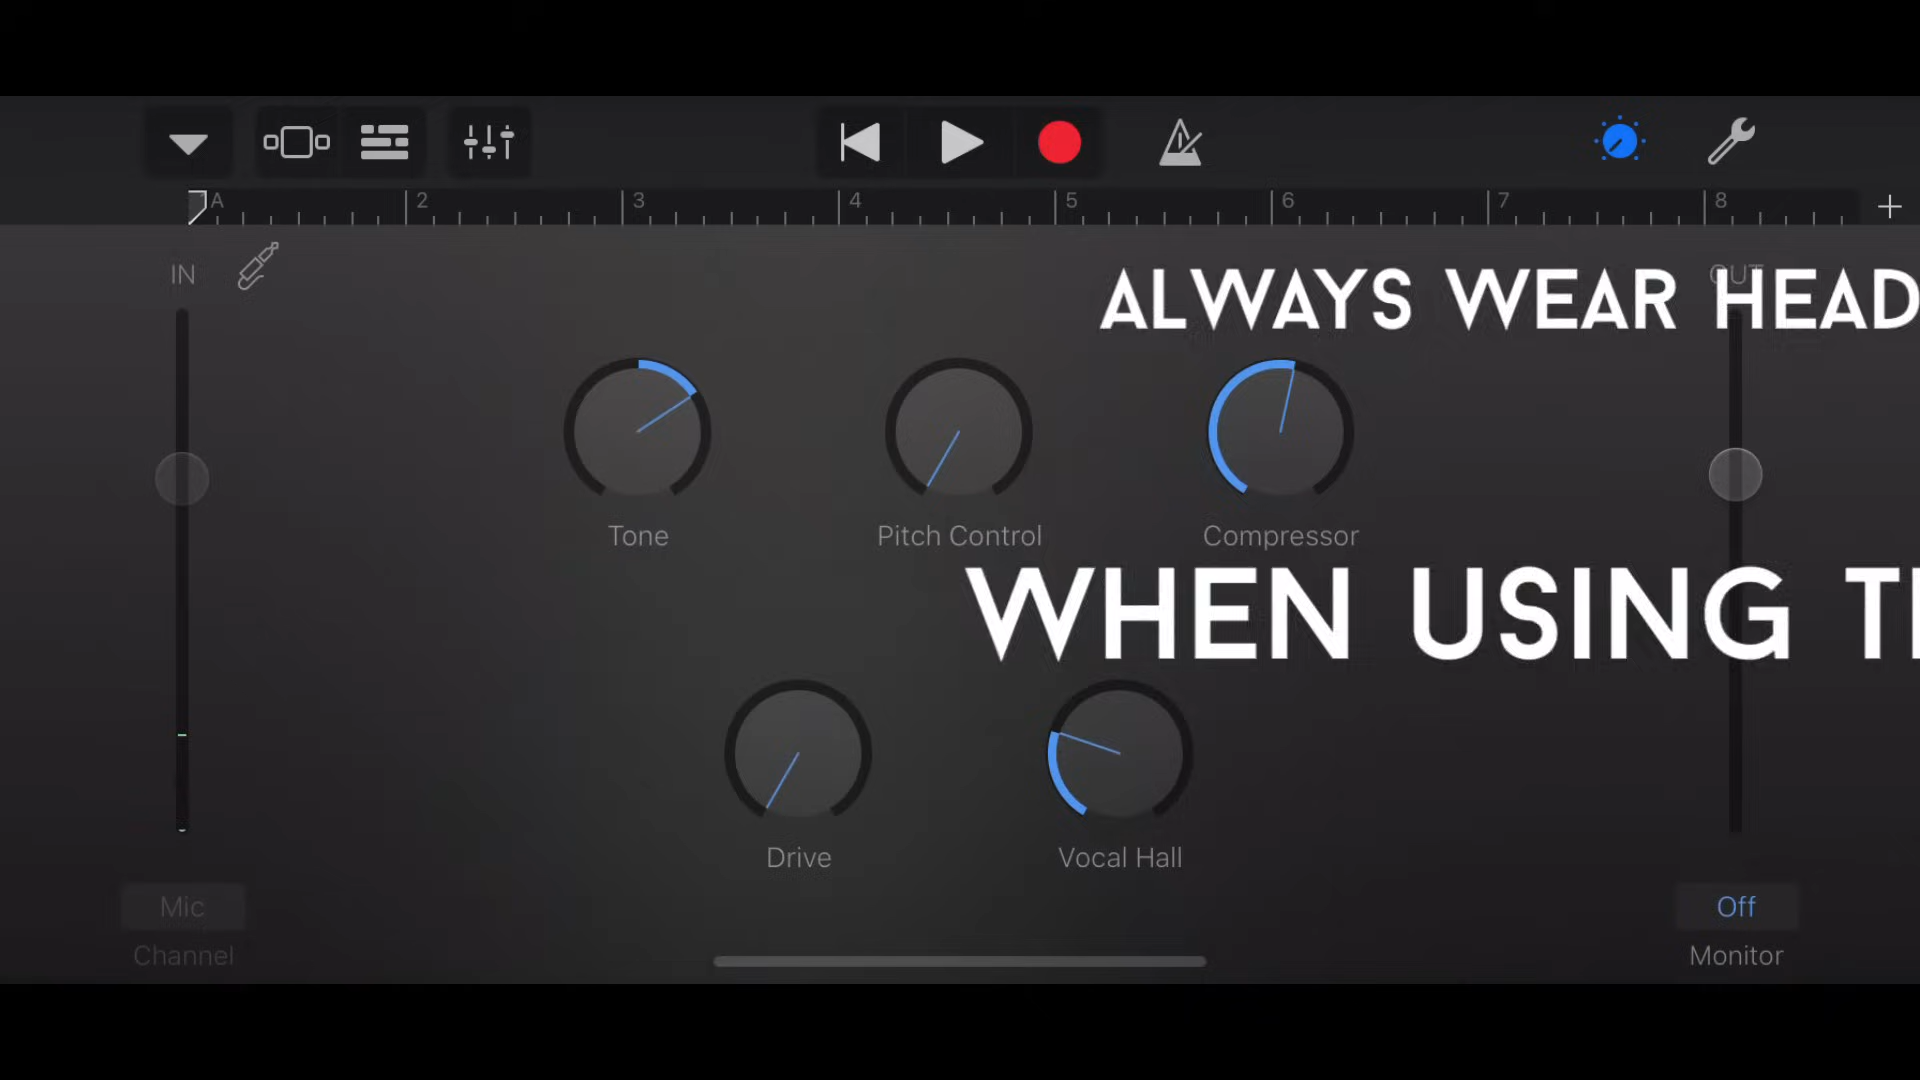 A 2 3 4 5 6 7 8
IN
OUT
ALWAYS WEAR HEAD
Tone Pitch Control Compressor
WHEN USING
Drive Vocal Hall
Mic Off
Channel Monitor